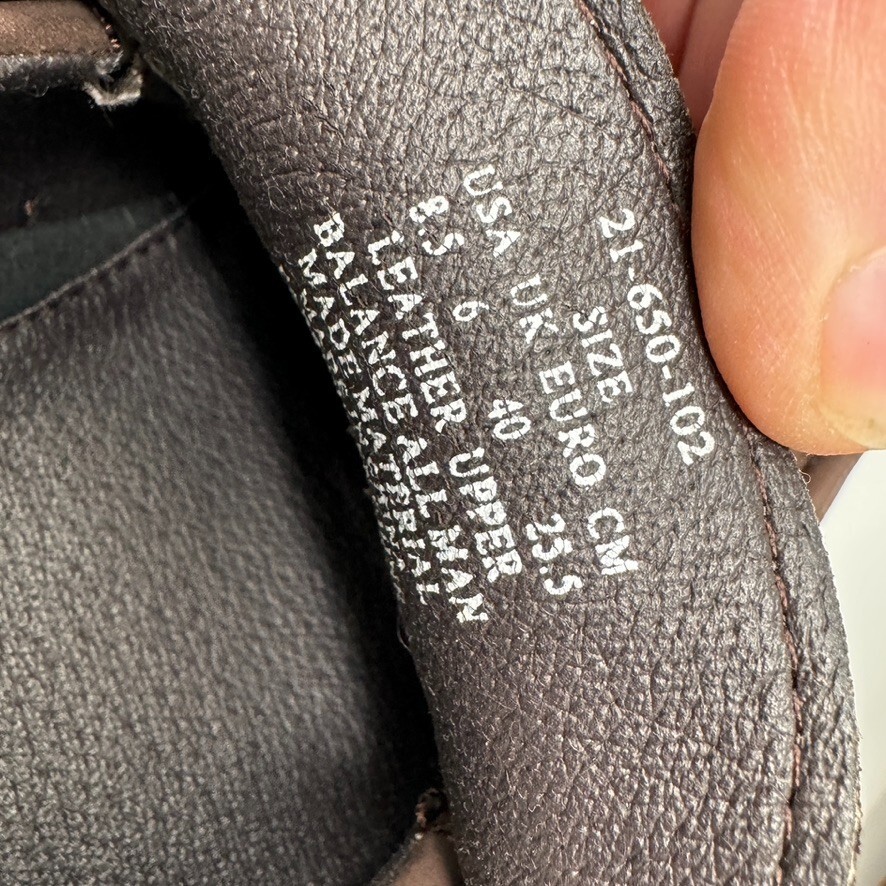 21-650-102
SIZE
USA UK EURO CM
8.5 6 40 25.5
LEATHER UPPER
BALANCE ALL MAN
MADE MATERIAL